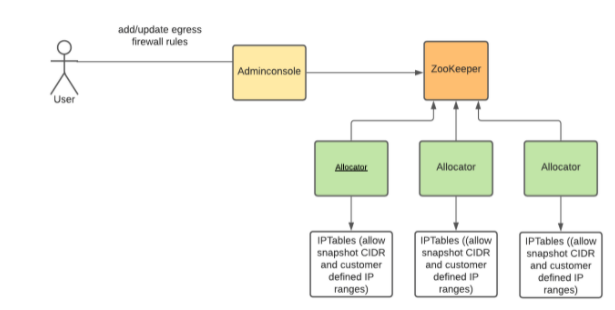 add/update egress
firewall rules
User
Adminconsole
ZooKeeper
Allocator
Allocator
Allocator
IPTables (allow
snapshot CIDR
and customer
defined IP
ranges)
IPTables ((allow
snapshot CIDR
and customer
defined IP
ranges)
IPTables ((allow
snapshot CIDR
and customer
defined IP
ranges)